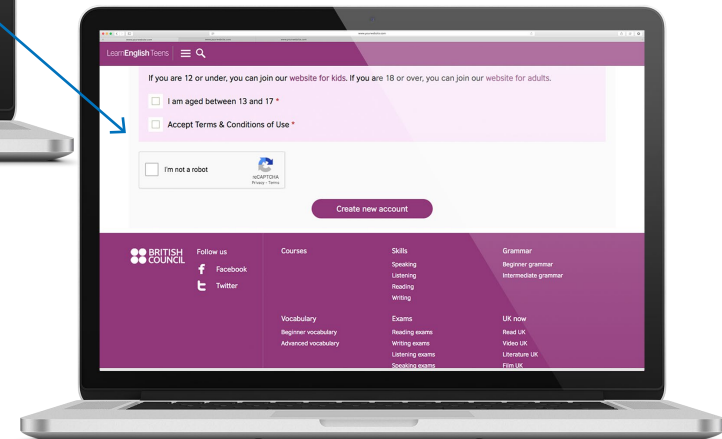 LearnEnglish Teens
If you are 12 or under, you can join our website for kids. If you are 18 or over, you can join our website for adults.
I am aged between 13 and 17 *
Accept Terms & Conditions of Use *
I'm not a robot
reCAPTCHA
Privacy - Terms
Create new account
BRITISH
COUNCIL
Follow us
Facebook
Twitter
Courses
Skills
Speaking
Listening
Reading
Writing
Grammar
Beginner grammar
Intermediate grammar
Vocabulary
Beginner vocabulary
Advanced vocabulary
Exams
Reading exams
Writing exams
Listening exams
Speaking exams
UK now
Read UK
Video UK
Literature UK
Film UK